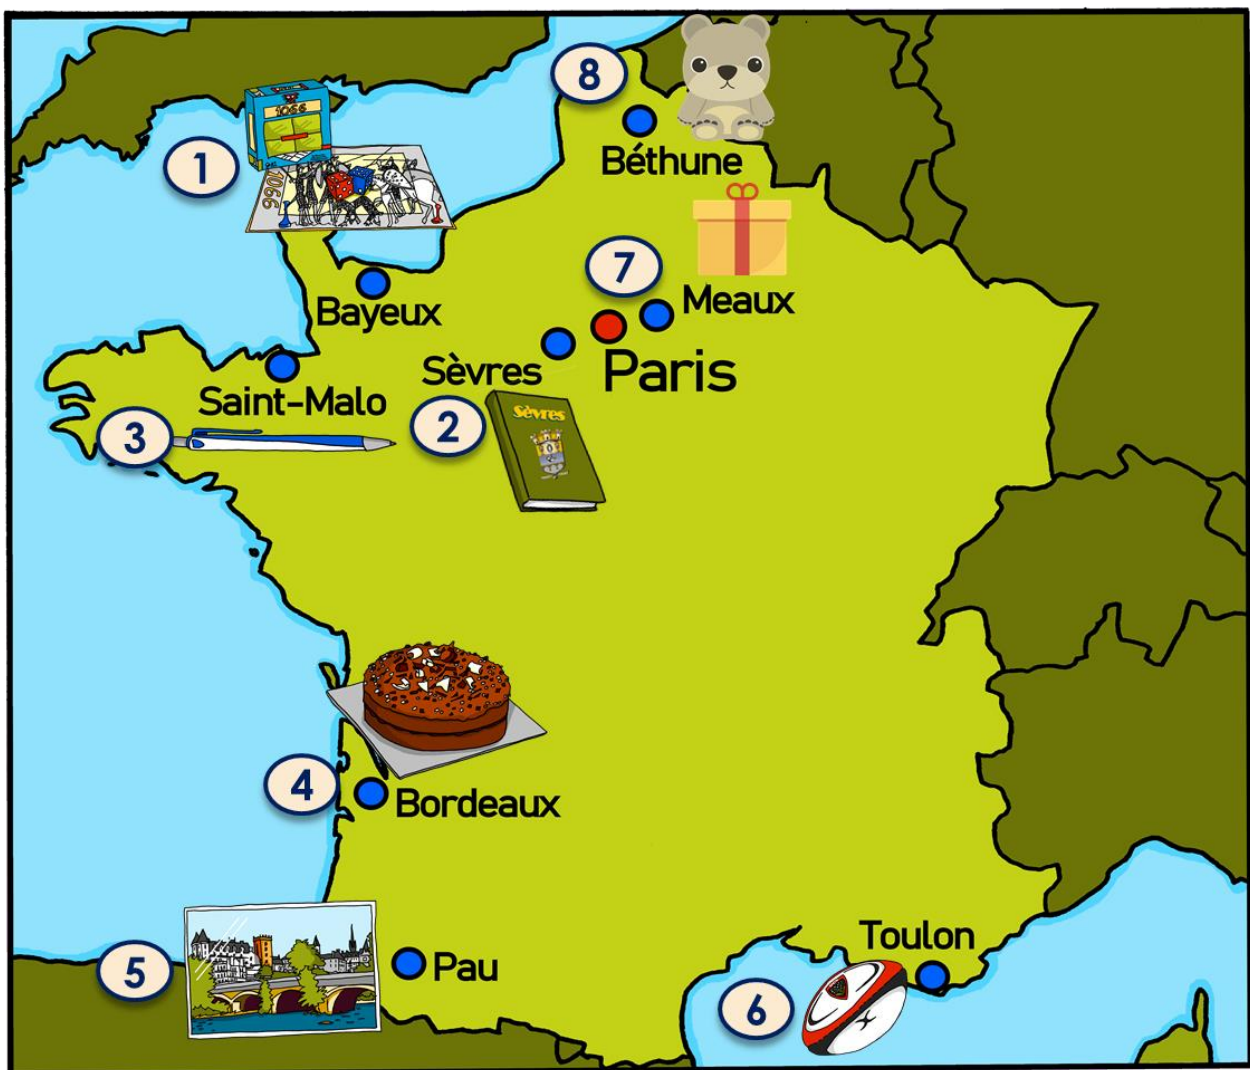 8
Béthune
1066
1
1066
7
Meaux
Bayeux
Sèvres
Paris
Saint-Malo
2
Sèvres
3
4
Bordeaux
Toulon
5
Pau
6